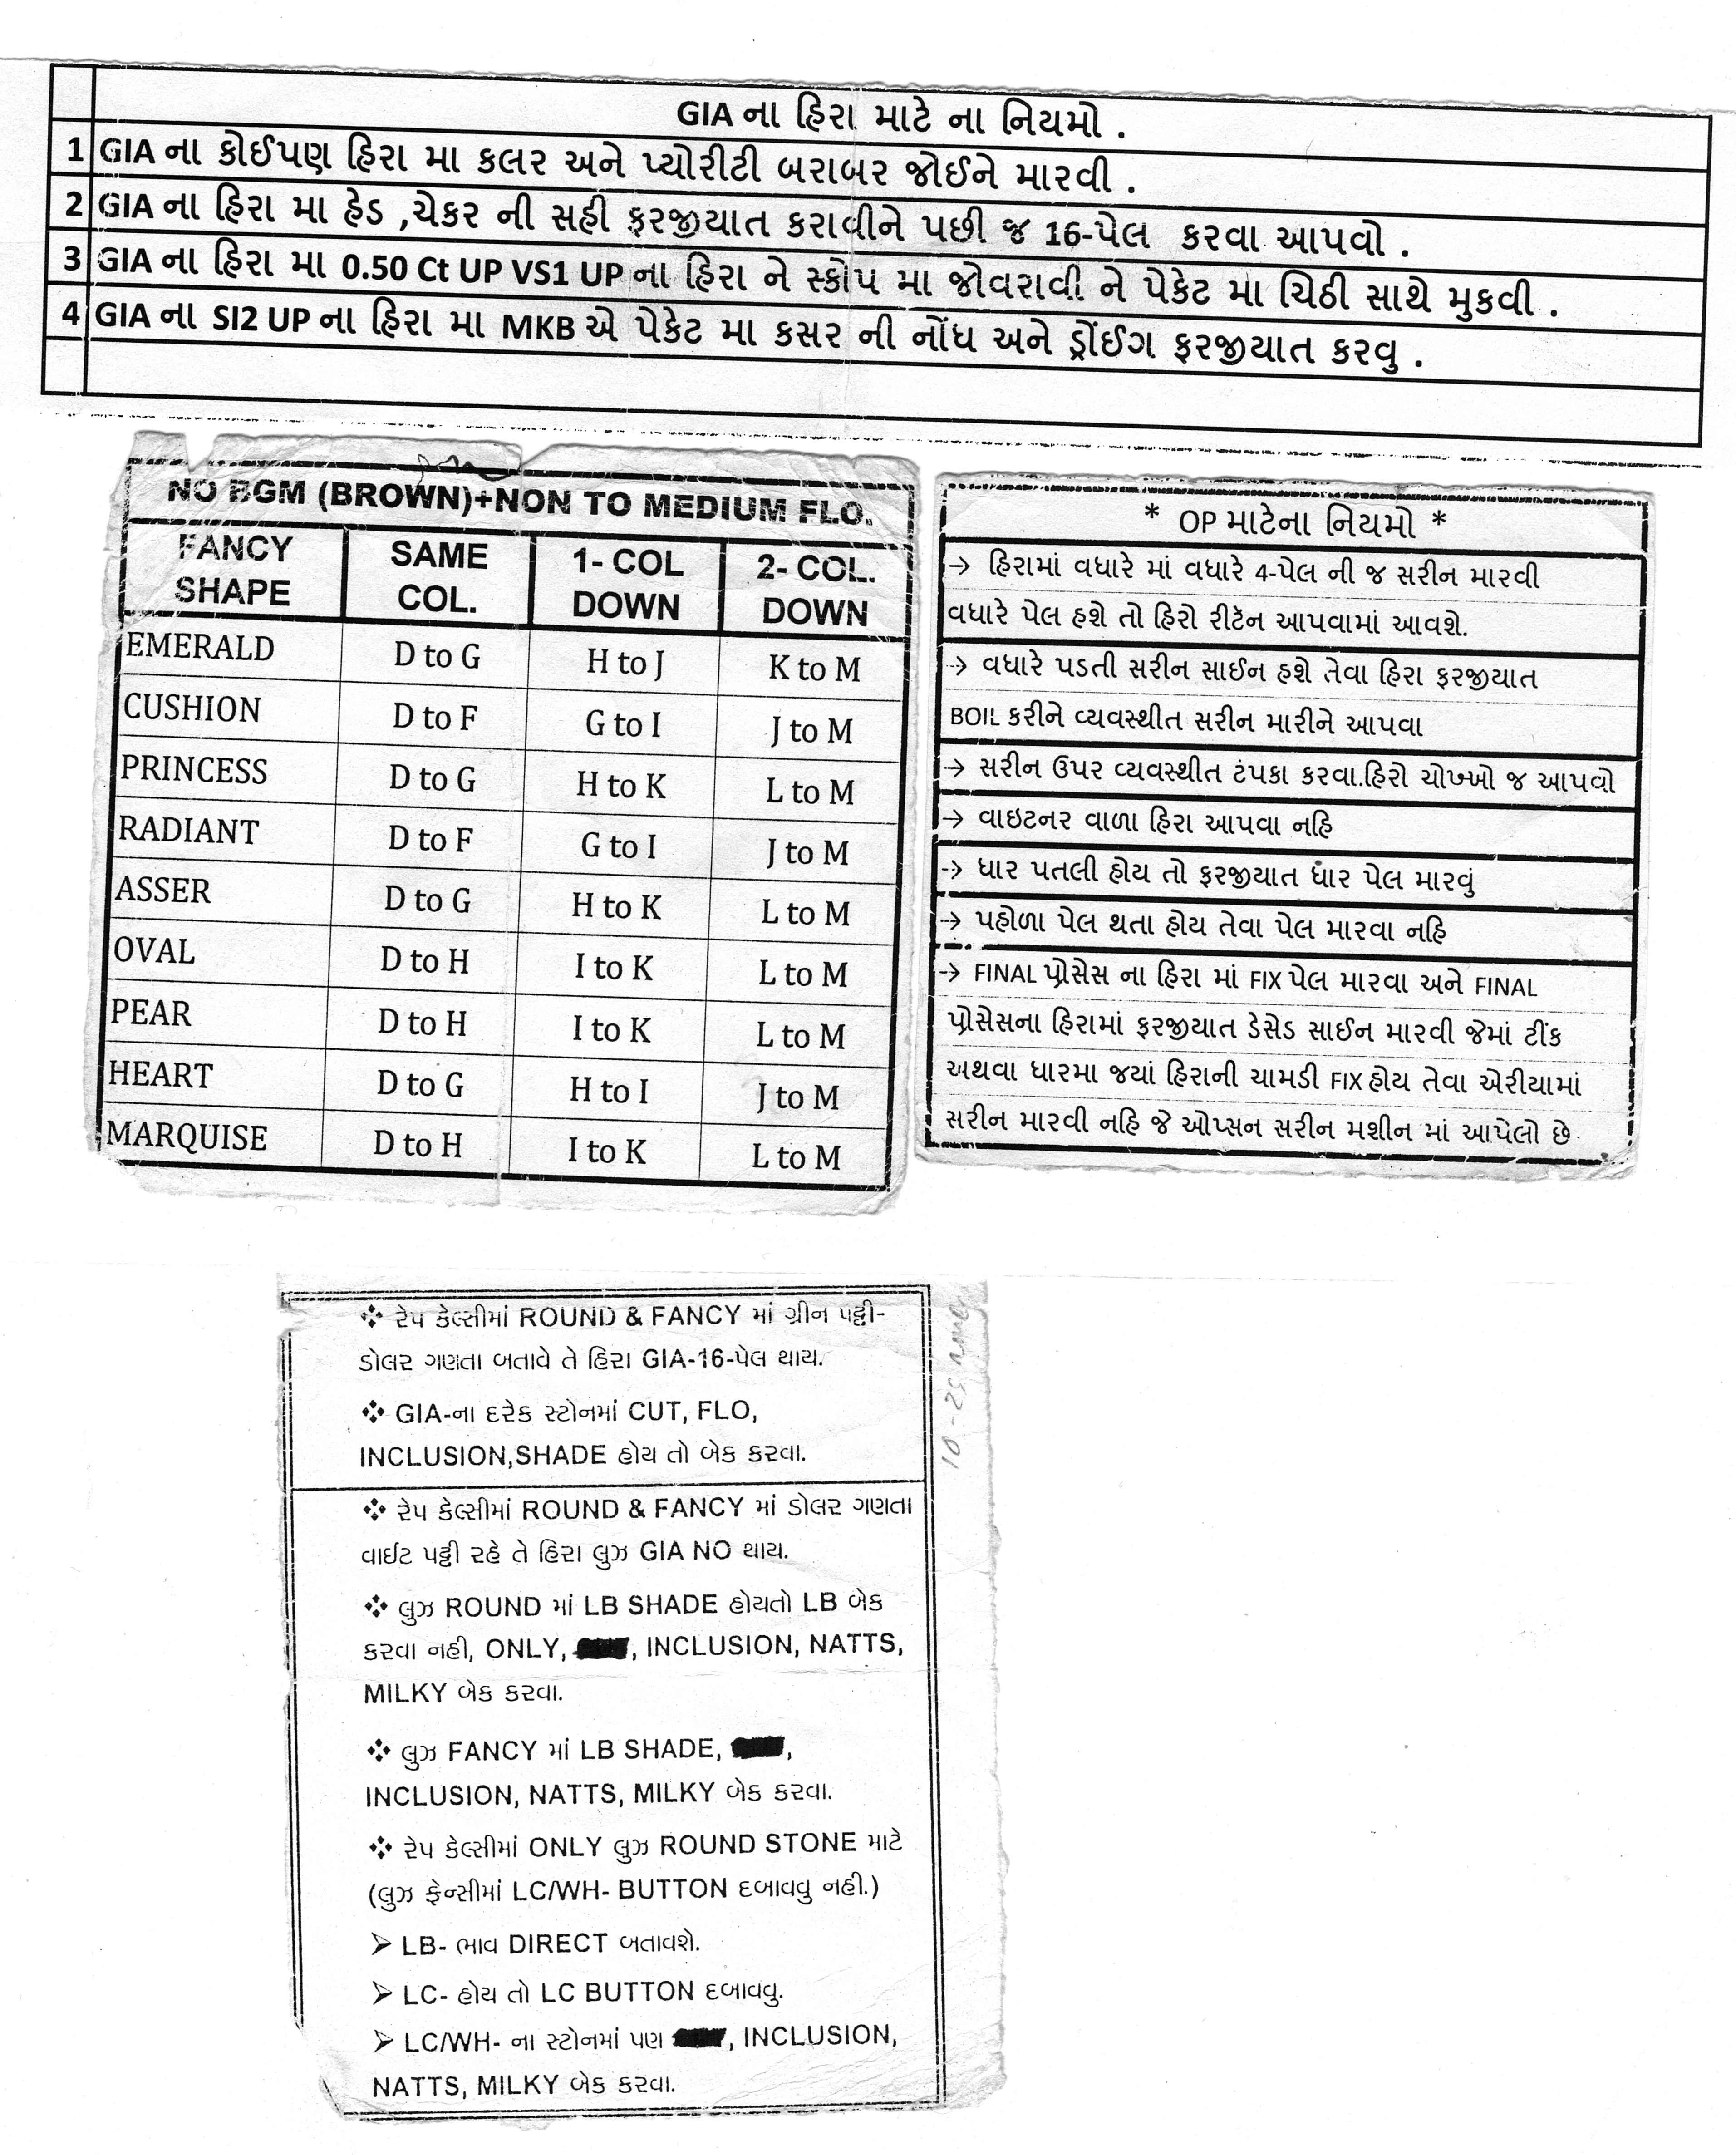 GIA ના હિરા માટે ના નિયમો .
1 GIA ના કોઈપણ હિરા મા કલર અને પ્યોરીટી બરાબર જોઈને મારવી .
2 GIA ના હિરા મા હેડ ,ચેકર ની સહી ફરજીયાત કરાવીને પછી જ 16-પેલ કરવા આપવો .
3 GIA ના હિરા મા 0.50 Ct UP VS1 UP ના હિરા ને સ્કોપ મા જોવરાવી ને પેકેટ મા ચિઠી સાથે મુકવી .
4 GIA ના SI2 UP ના હિરા મા MKB એ પેકેટ મા કસર ની નોંધ અને ડ્રોંઈગ ફરજીયાત કરવુ .
NO BGM (BROWN)+NON TO MEDIUM FLO.
FANCY SHAPE SAME COL. 1- COL DOWN 2- COL. DOWN
EMERALD D to G H to J K to M
CUSHION D to F G to I J to M
PRINCESS D to G H to K L to M
RADIANT D to F G to I J to M
ASSER D to G H to K L to M
OVAL D to H I to K L to M
PEAR D to H I to K L to M
HEART D to G H to I J to M
MARQUISE D to H I to K L to M
* OP માટેના નિયમો *
→ હિરામાં વધારે માં વધારે 4-પેલ ની જ સરીન મારવી
વધારે પેલ હશે તો હિરો રીર્ટન આપવામાં આવશે.
→ વધારે પડતી સરીન સાઈન હશે તેવા હિરા ફરજીયાત
BOIL કરીને વ્યવસ્થીત સરીન મારીને આપવા
→ સરીન ઉપર વ્યવસ્થીત ટંપકા કરવા.હિરો ચોખ્ખો જ આપવો
→ વાઇટનર વાળા હિરા આપવા નહિ
→ ધાર પતલી હોય તો ફરજીયાત ધાર પેલ મારવું
→ પહોળા પેલ થતા હોય તેવા પેલ મારવા નહિ
→ FINAL પ્રોસેસ ના હિરા માં FIX પેલ મારવા અને FINAL
પ્રોસેસના હિરામાં ફરજીયાત ડેસેડ સાઈન મારવી જેમાં ટીંક
અથવા ધારમા જયાં હિરાની ચામડી FIX હોય તેવા એરીયામાં
સરીન મારવી નહિ જે ઓપ્સન સરીન મશીન માં આપેલો છે
❖ રેપ કેલ્સીમાં ROUND & FANCY માં ગ્રીન પટ્ટી-
ડોલર ગણતા બતાવે તે હિરા GIA-16-પેલ થાય.
❖ GIA-ના દરેક સ્ટોનમાં CUT, FLO,
INCLUSION,SHADE હોય તો બેક કરવા.
❖ રેપ કેલ્સીમાં ROUND & FANCY માં ડોલર ગણતા
વાઈટ પટ્ટી રહે તે હિરા લુઝ GIA NO થાય.
❖ લુઝ ROUND માં LB SHADE હોયતો LB બેક
કરવા નહી, ONLY, , INCLUSION, NATTS,
MILKY બેક કરવા.
❖ લુઝ FANCY માં LB SHADE, ,
INCLUSION, NATTS, MILKY બેક કરવા.
❖ રેપ કેલ્સીમાં ONLY લુઝ ROUND STONE માટે
(લુઝ ફેન્સીમાં LC/WH- BUTTON દબાવવુ નહી.)
➢ LB- ભાવ DIRECT બતાવશે.
➢ LC- હોય તો LC BUTTON દબાવવુ.
➢ LC/WH- ના સ્ટોનમાં પણ , INCLUSION,
NATTS, MILKY બેક કરવા.
10 - 25